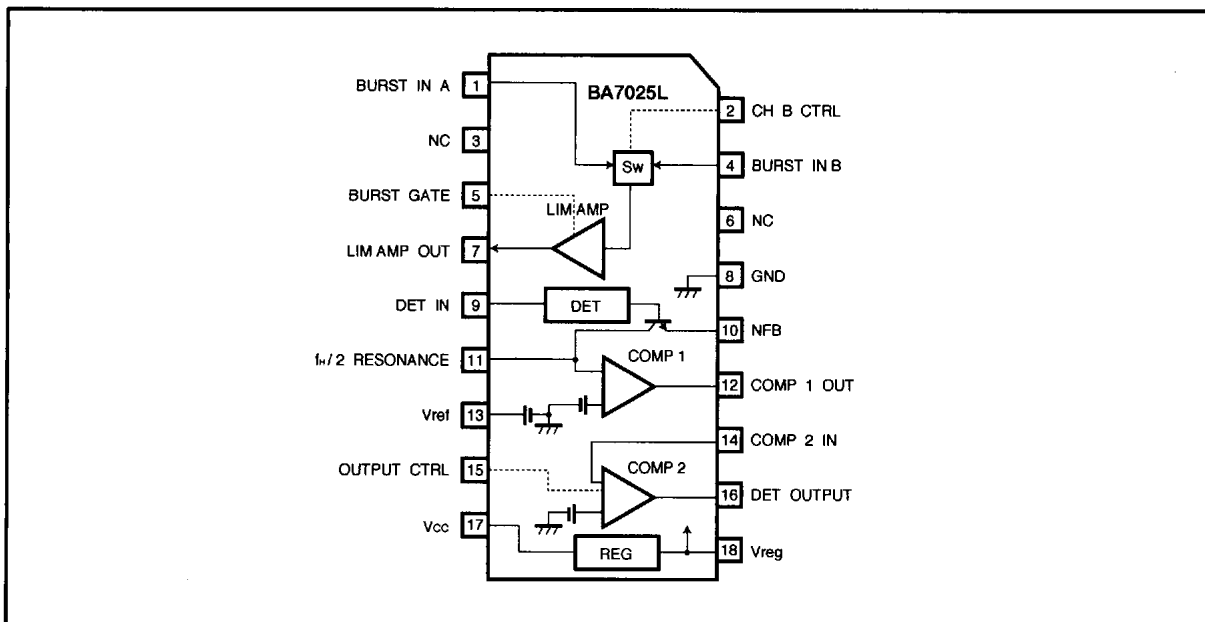 BA7025L
BURST IN A 1
2 CH B CTRL
NC 3
Sw
4 BURST IN B
BURST GATE 5
LIM AMP
6 NC
LIM AMP OUT 7
8 GND
DET IN 9
DET
10 NFB
fH/2 RESONANCE 11
COMP 1
12 COMP 1 OUT
Vref 13
14 COMP 2 IN
OUTPUT CTRL 15
COMP 2
16 DET OUTPUT
Vcc 17
REG
18 Vreg